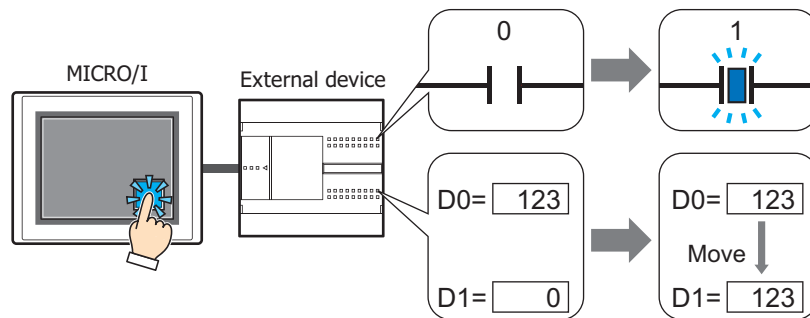 MICRO/I
External device
0
1
D0= 123
D1= 0
D0= 123
Move
D1= 123